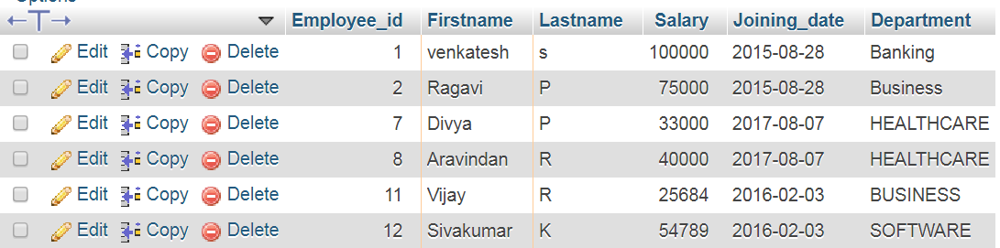 Options
Employee_id Firstname Lastname Salary Joining_date Department
Edit Copy Delete 1 venkatesh s 100000 2015-08-28 Banking
Edit Copy Delete 2 Ragavi P 75000 2015-08-28 Business
Edit Copy Delete 7 Divya P 33000 2017-08-07 HEALTHCARE
Edit Copy Delete 8 Aravindan R 40000 2017-08-07 HEALTHCARE
Edit Copy Delete 11 Vijay R 25684 2016-02-03 BUSINESS
Edit Copy Delete 12 Sivakumar K 54789 2016-02-03 SOFTWARE